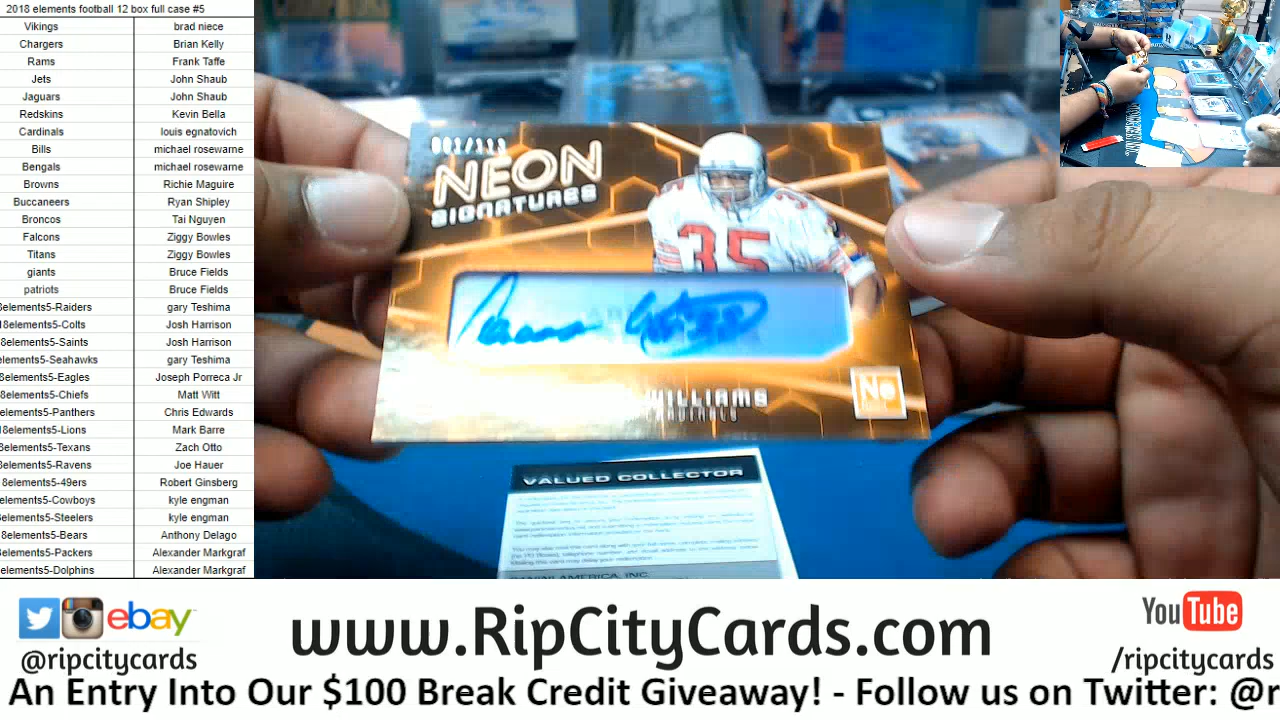 2018 elements football 12 box full case #5
Vikings brad niece
Chargers Brian Kelly
Rams Frank Taffe
Jets John Shaub
Jaguars John Shaub
Redskins Kevin Bella
Cardinals louis egnatovich
Bills michael rosewarne
Bengals michael rosewarne
Browns Richie Maguire
Buccaneers Ryan Shipley
Broncos Tai Nguyen
Falcons Ziggy Bowles
Titans Ziggy Bowles
giants Bruce Fields
patriots Bruce Fields
8elements5-Raiders gary Teshima
18elements5-Colts Josh Harrison
8elements5-Saints Josh Harrison
elements5-Seahawks gary Teshima
8elements5-Eagles Joseph Porreca Jr
8elements5-Chiefs Matt Witt
elements5-Panthers Chris Edwards
18elements5-Lions Mark Barre
8elements5-Texans Zach Otto
8elements5-Ravens Joe Hauer
8elements5-49ers Robert Ginsberg
elements5-Cowboys kyle engman
elements5-Steelers kyle engman
8elements5-Bears Anthony DaSar
elements5-Packers Alexander Markgraf
elements5-Dolphins Alexander Markgraf
NEON
SIGNATURES
35
WILLIAMS
CARDINALS
VALUED COLLECTOR
PANINI AMERICA, INC.
ebay
@ripcitycards
www.RipCityCards.com
YouTube
/ripcitycards
An Entry Into Our $100 Break Credit Giveaway! - Follow us on Twitter: @r